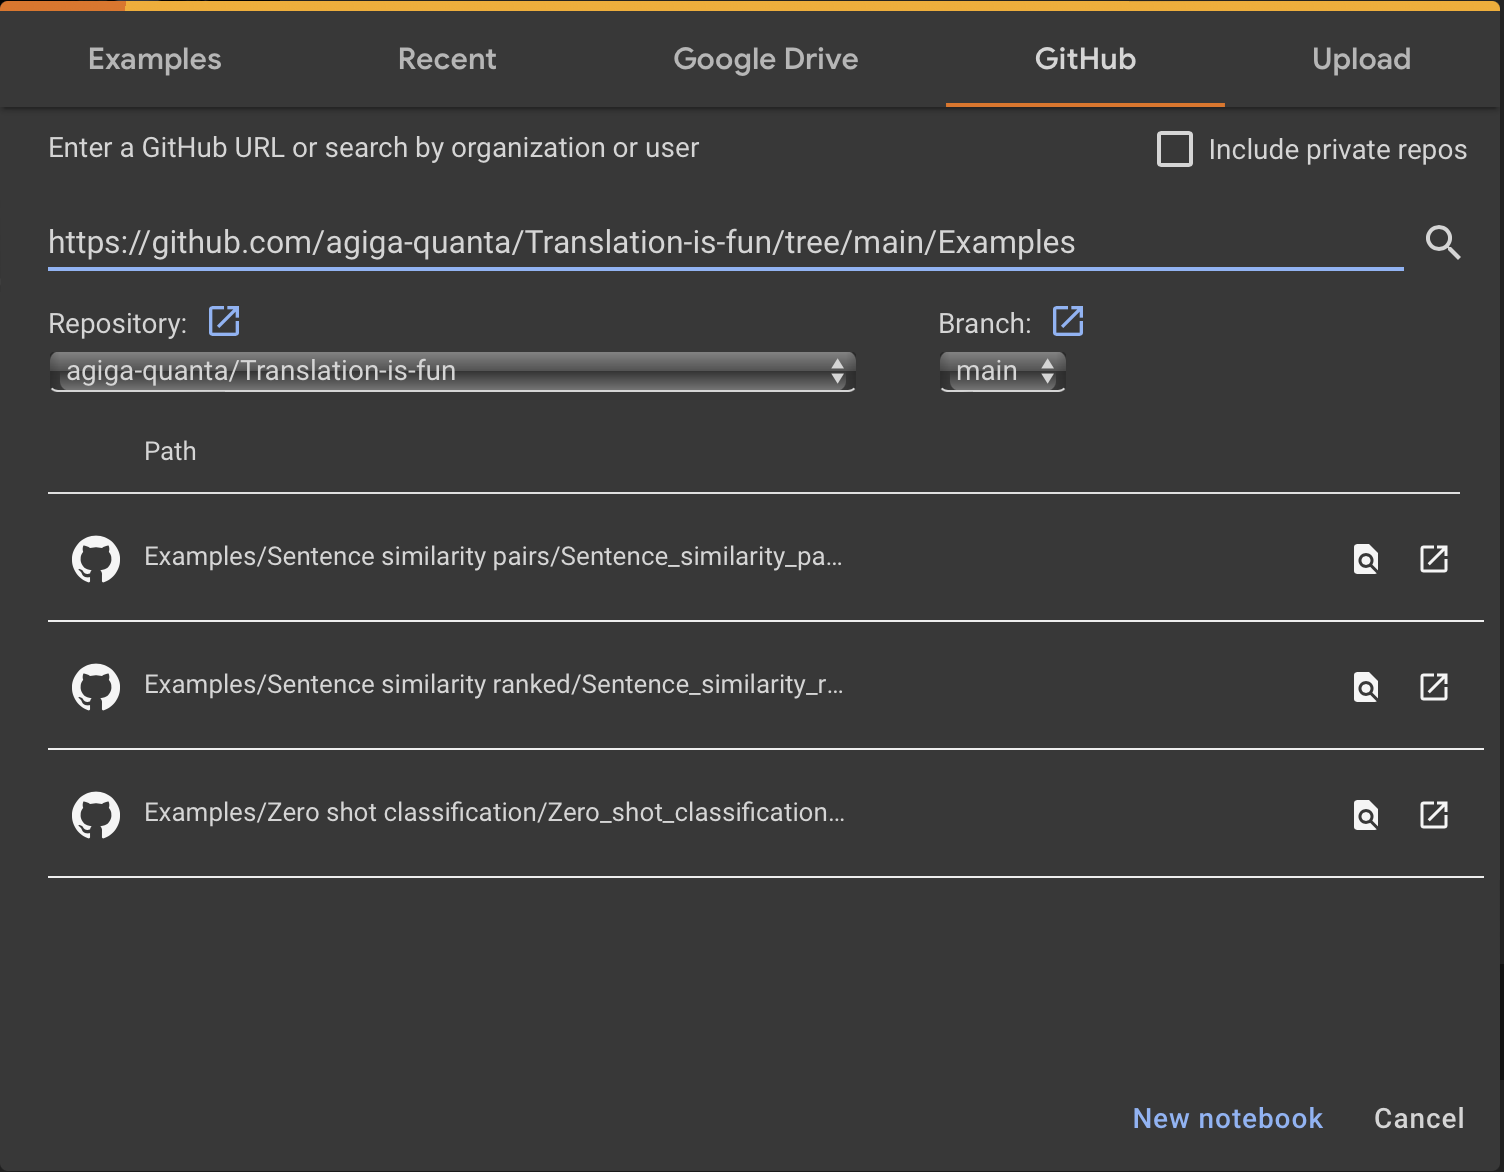 Examples Recent Google Drive GitHub Upload
Enter a GitHub URL or search by organization or user
Include private repos
https://github.com/agiga-quanta/Translation-is-fun/tree/main/Examples
Repository: Branch:
agiga-quanta/Translation-is-fun main
Path
Examples/Sentence similarity pairs/Sentence_similarity_pa...
Examples/Sentence similarity ranked/Sentence_similarity_r...
Examples/Zero shot classification/Zero_shot_classification...
New notebook Cancel